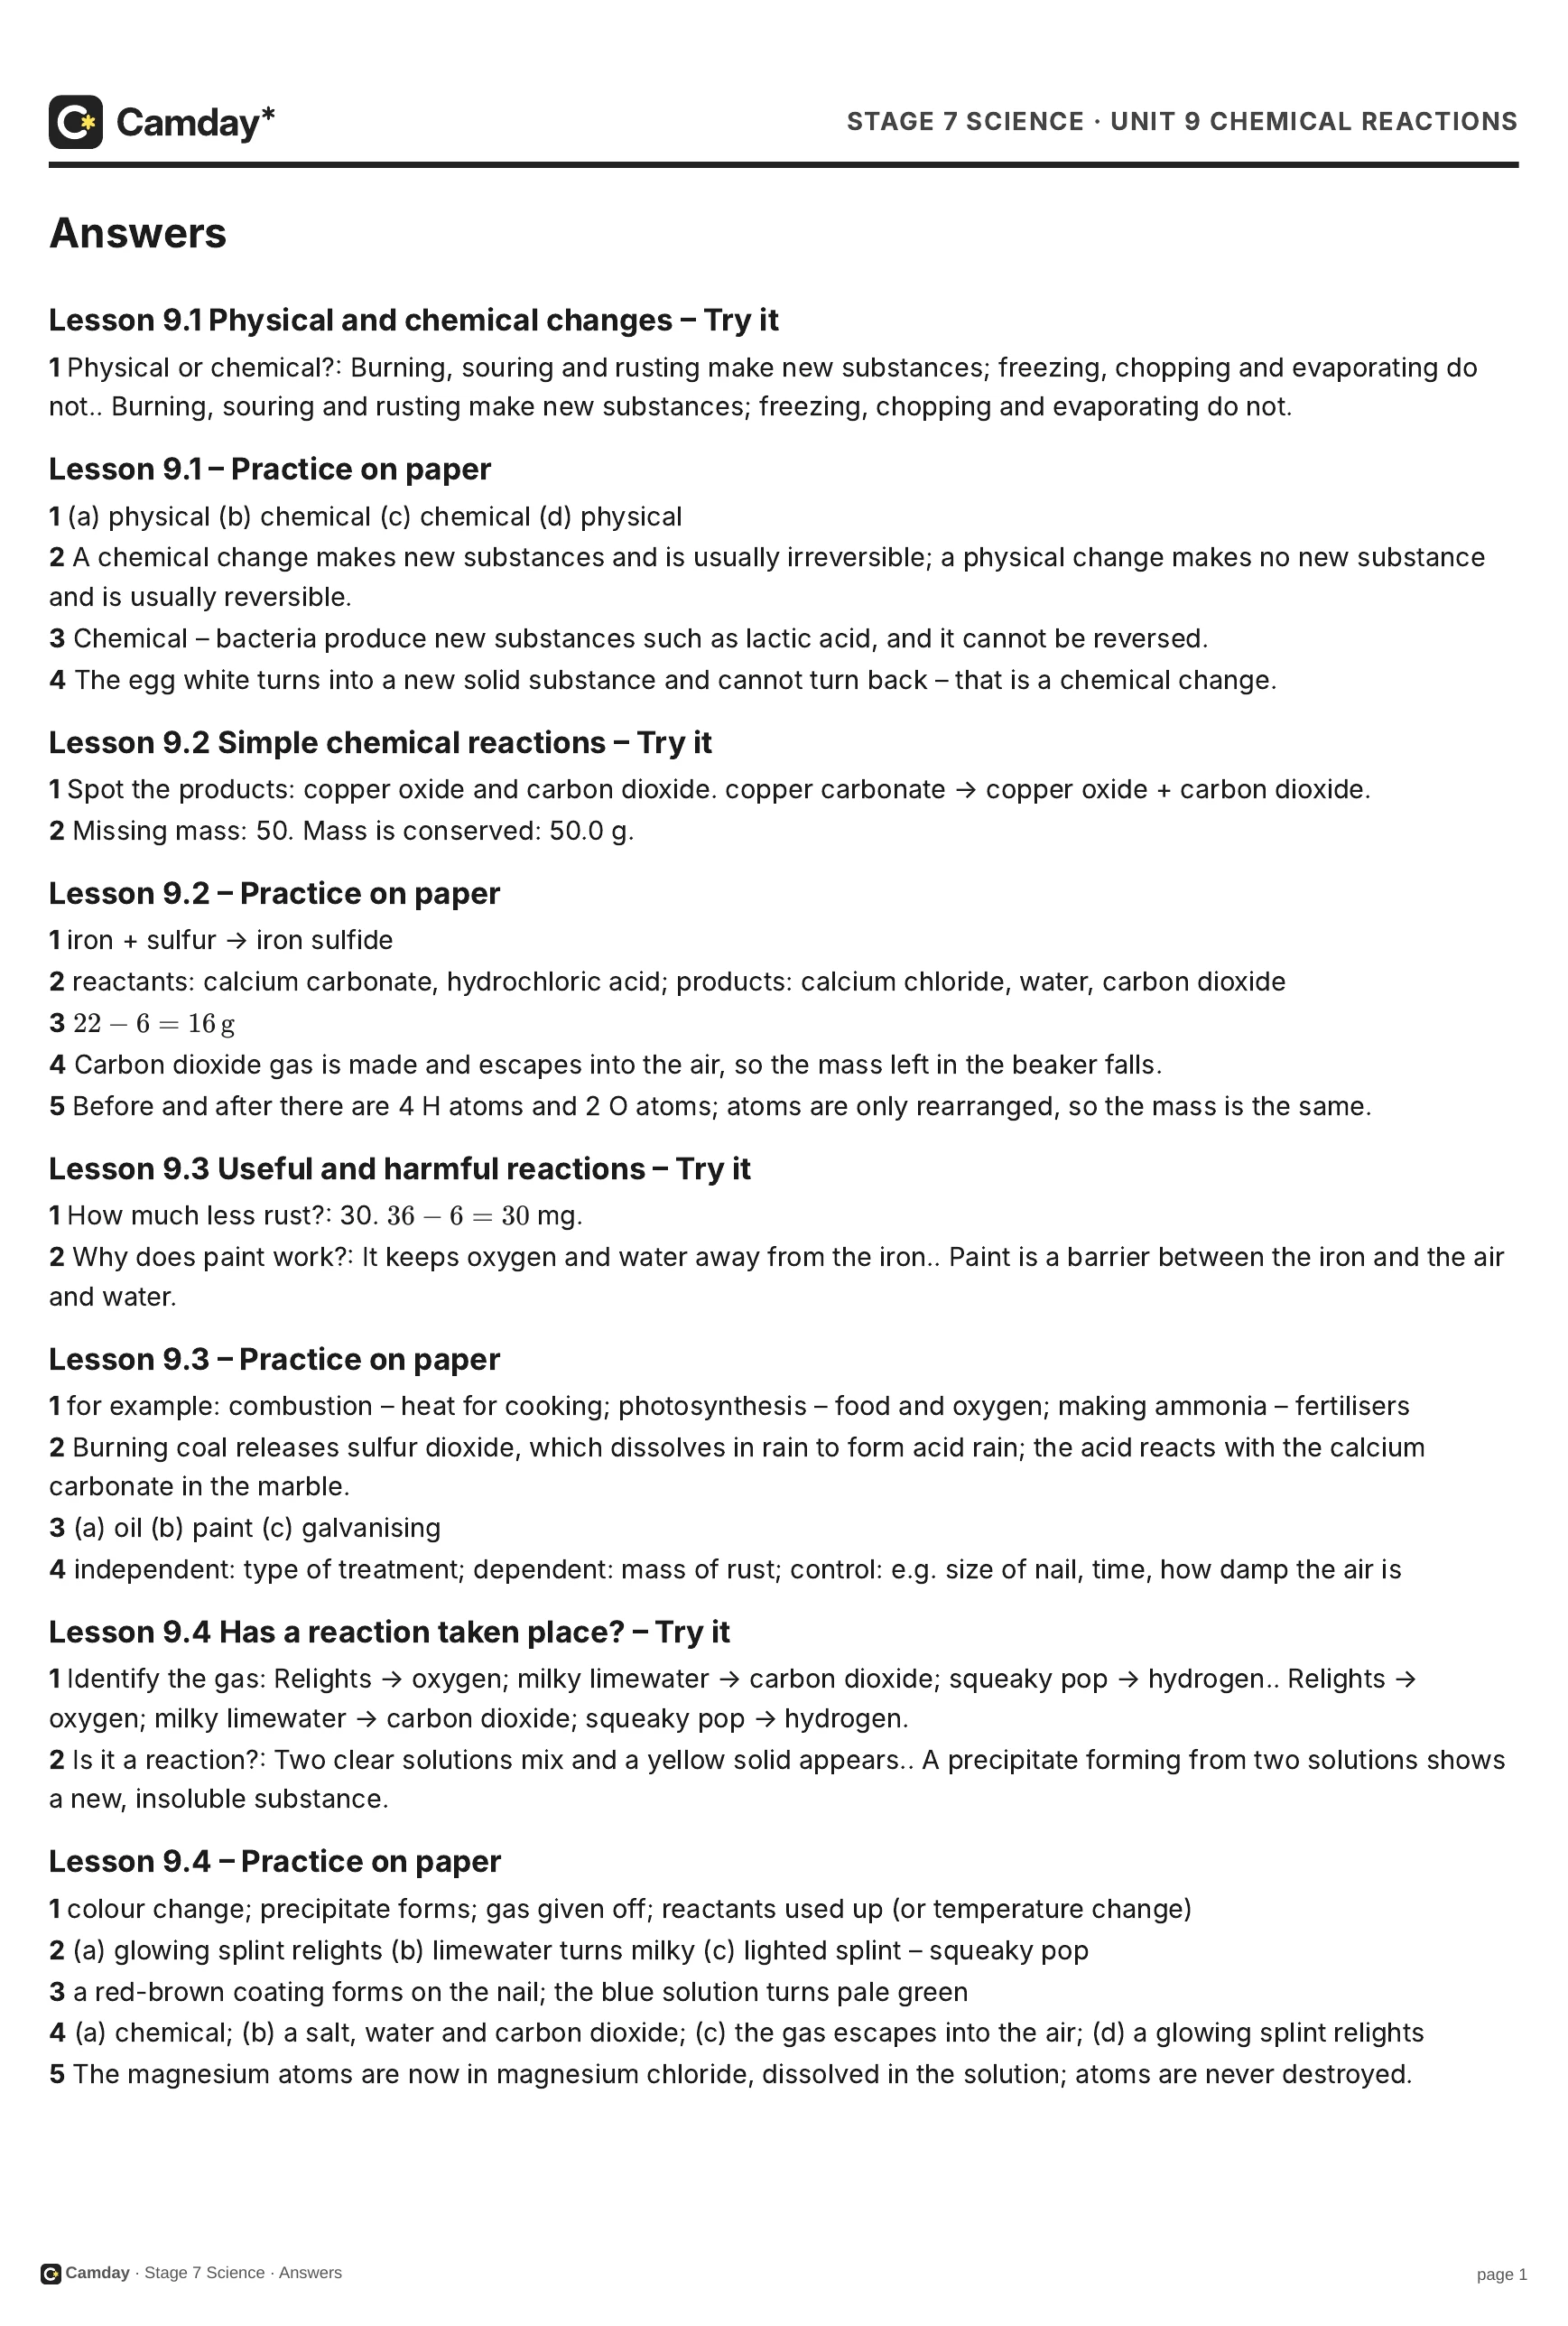 Camday*
STAGE 7 SCIENCE · UNIT 9 CHEMICAL REACTIONS
Answers
Lesson 9.1 Physical and chemical changes – Try it
1 Physical or chemical?: Burning, souring and rusting make new substances; freezing, chopping and evaporating do
not.. Burning, souring and rusting make new substances; freezing, chopping and evaporating do not.
Lesson 9.1 – Practice on paper
1 (a) physical (b) chemical (c) chemical (d) physical
2 A chemical change makes new substances and is usually irreversible; a physical change makes no new substance
and is usually reversible.
3 Chemical – bacteria produce new substances such as lactic acid, and it cannot be reversed.
4 The egg white turns into a new solid substance and cannot turn back – that is a chemical change.
Lesson 9.2 Simple chemical reactions – Try it
1 Spot the products: copper oxide and carbon dioxide. copper carbonate → copper oxide + carbon dioxide.
2 Missing mass: 50. Mass is conserved: 50.0 g.
Lesson 9.2 – Practice on paper
1 iron + sulfur → iron sulfide
2 reactants: calcium carbonate, hydrochloric acid; products: calcium chloride, water, carbon dioxide
3 22 − 6 = 16 g
4 Carbon dioxide gas is made and escapes into the air, so the mass left in the beaker falls.
5 Before and after there are 4 H atoms and 2 O atoms; atoms are only rearranged, so the mass is the same.
Lesson 9.3 Useful and harmful reactions – Try it
1 How much less rust?: 30. 36 − 6 = 30 mg.
2 Why does paint work?: It keeps oxygen and water away from the iron.. Paint is a barrier between the iron and the air
and water.
Lesson 9.3 – Practice on paper
1 for example: combustion – heat for cooking; photosynthesis – food and oxygen; making ammonia – fertilisers
2 Burning coal releases sulfur dioxide, which dissolves in rain to form acid rain; the acid reacts with the calcium
carbonate in the marble.
3 (a) oil (b) paint (c) galvanising
4 independent: type of treatment; dependent: mass of rust; control: e.g. size of nail, time, how damp the air is
Lesson 9.4 Has a reaction taken place? – Try it
1 Identify the gas: Relights → oxygen; milky limewater → carbon dioxide; squeaky pop → hydrogen.. Relights →
oxygen; milky limewater → carbon dioxide; squeaky pop → hydrogen.
2 Is it a reaction?: Two clear solutions mix and a yellow solid appears.. A precipitate forming from two solutions shows
a new, insoluble substance.
Lesson 9.4 – Practice on paper
1 colour change; precipitate forms; gas given off; reactants used up (or temperature change)
2 (a) glowing splint relights (b) limewater turns milky (c) lighted splint – squeaky pop
3 a red-brown coating forms on the nail; the blue solution turns pale green
4 (a) chemical; (b) a salt, water and carbon dioxide; (c) the gas escapes into the air; (d) a glowing splint relights
5 The magnesium atoms are now in magnesium chloride, dissolved in the solution; atoms are never destroyed.
Camday · Stage 7 Science · Answers
page 1